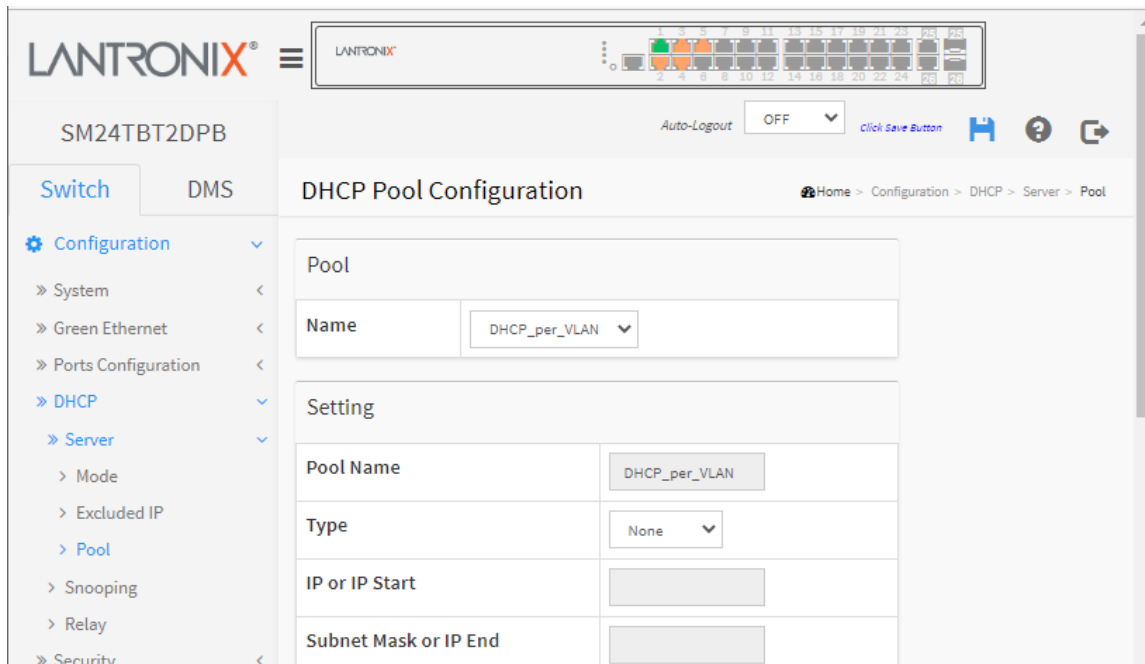 LANTRONIX®
LANTRONIX
1 3 5 7 9 11 13 15 17 19 21 23 25 25
2 4 6 8 10 12 14 16 18 20 22 24 26 26
SM24TBT2DPB
Auto-Logout OFF Click Save Button
Switch DMS
DHCP Pool Configuration
Home > Configuration > DHCP > Server > Pool
Configuration
» System
» Green Ethernet
» Ports Configuration
» DHCP
» Server
> Mode
> Excluded IP
> Pool
> Snooping
> Relay
» Security
Pool
Name DHCP_per_VLAN
Setting
Pool Name DHCP_per_VLAN
Type None
IP or IP Start
Subnet Mask or IP End